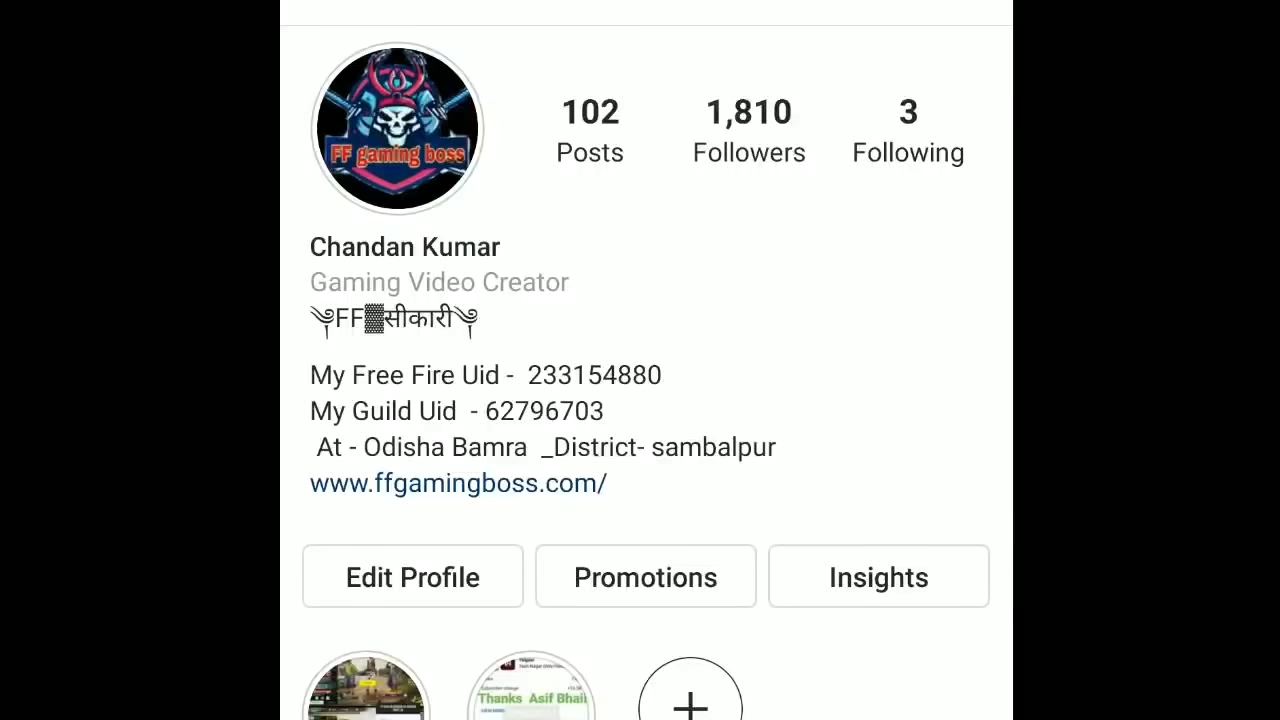 FF gaming boss
102 1,810 3
Posts Followers Following
Chandan Kumar
Gaming Video Creator
༆FF▓सीकारी༆
My Free Fire Uid - 233154880
My Guild Uid - 62796703
At - Odisha Bamra _District- sambalpur
www.ffgamingboss.com/
Edit Profile Promotions Insights
Thanks Asif Bhai